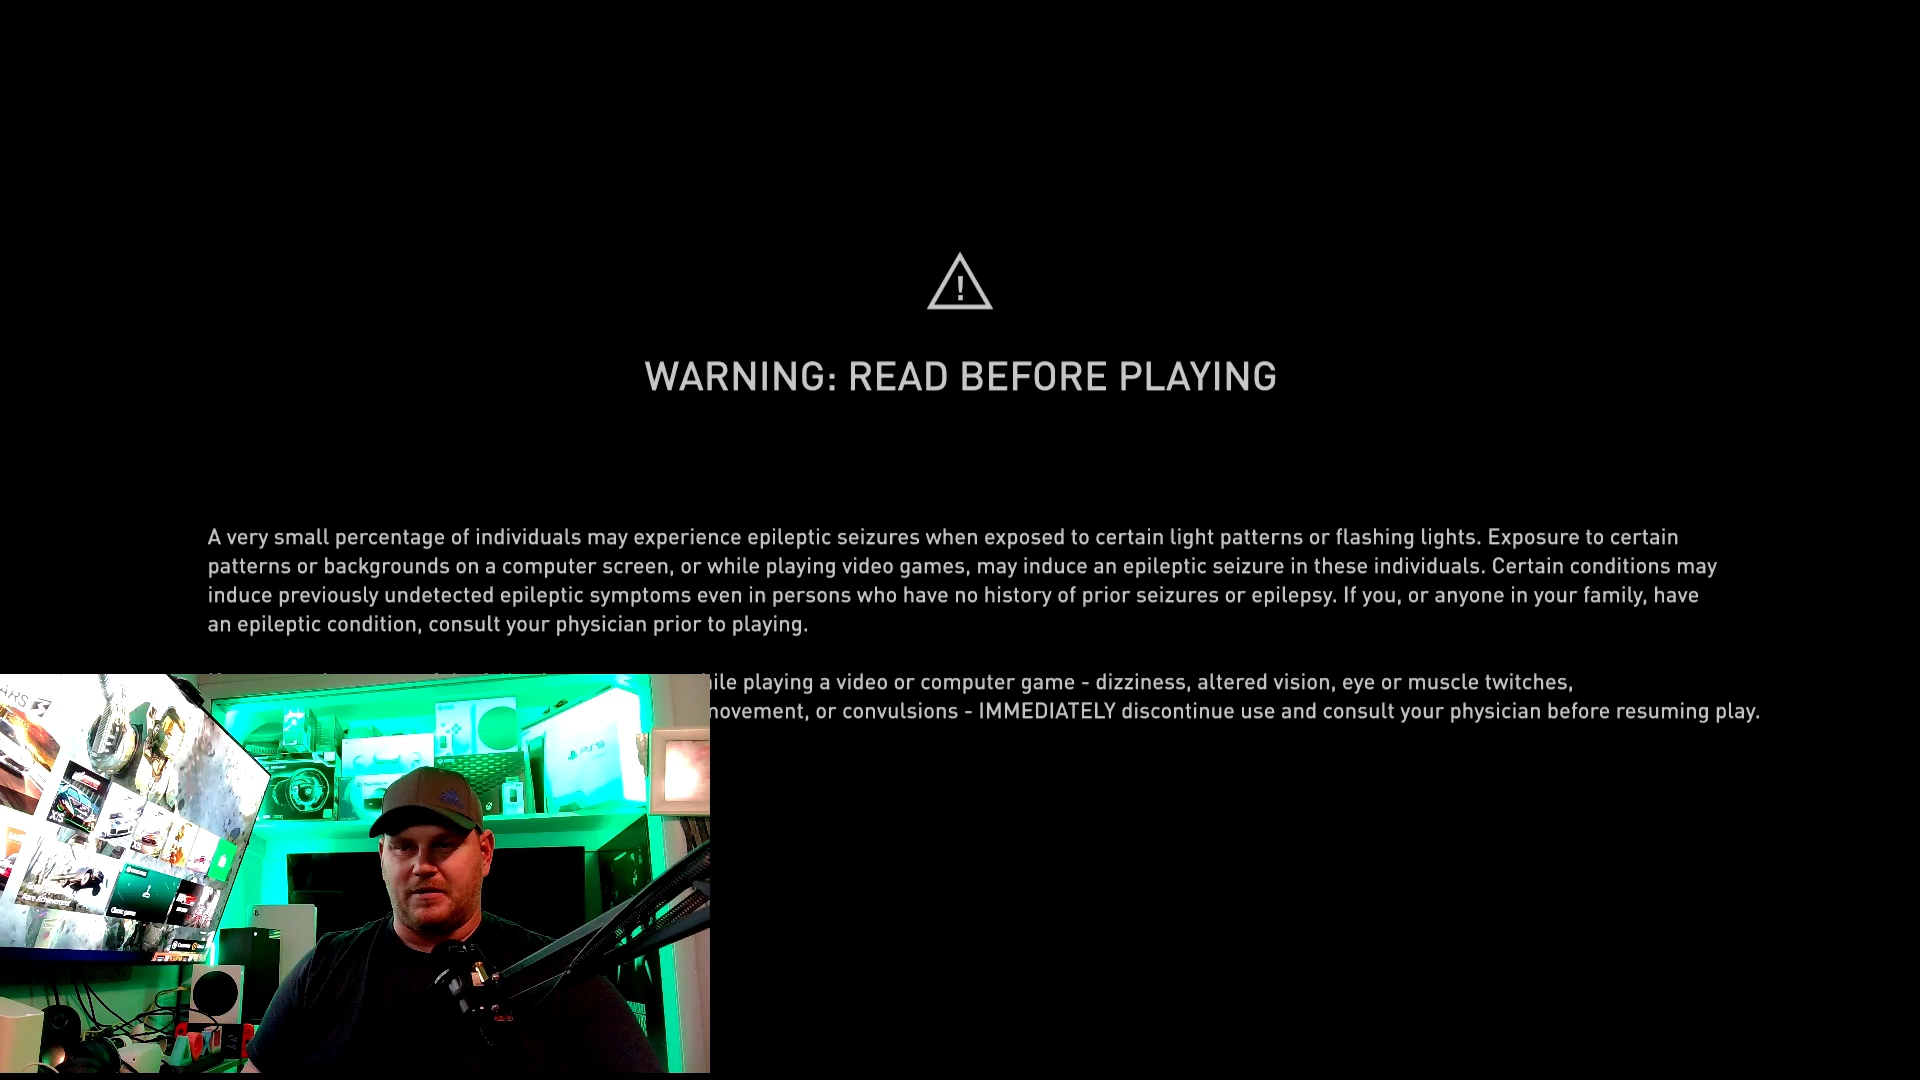 WARNING: READ BEFORE PLAYING
A very small percentage of individuals may experience epileptic seizures when exposed to certain light patterns or flashing lights. Exposure to certain
patterns or backgrounds on a computer screen, or while playing video games, may induce an epileptic seizure in these individuals. Certain conditions may
induce previously undetected epileptic symptoms even in persons who have no history of prior seizures or epilepsy. If you, or anyone in your family, have
an epileptic condition, consult your physician prior to playing.
playing a video or computer game - dizziness, altered vision, eye or muscle twitches,
or convulsions - IMMEDIATELY discontinue use and consult your physician before resuming play.
PS5